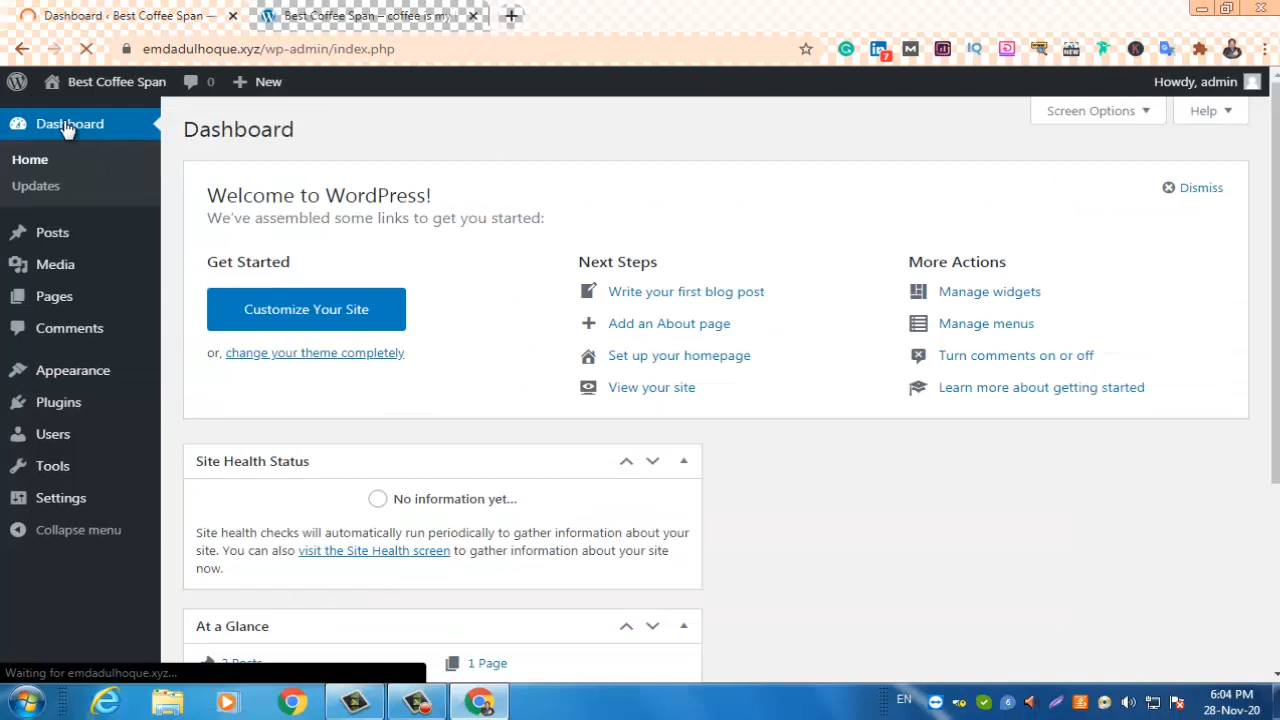 Dashboard ‹ Best Coffee Span —
Best Coffee Span – coffee is my
emdadulhoque.xyz/wp-admin/index.php
7
NEW
Best Coffee Span
0
New
Howdy, admin
Dashboard
Home
Updates
Posts
Media
Pages
Comments
Appearance
Plugins
Users
Tools
Settings
Collapse menu
Screen Options
Help
Dashboard
Welcome to WordPress!
We've assembled some links to get you started:
Dismiss
Get Started
Customize Your Site
or, change your theme completely
Next Steps
Write your first blog post
Add an About page
Set up your homepage
View your site
More Actions
Manage widgets
Manage menus
Turn comments on or off
Learn more about getting started
Site Health Status
No information yet...
Site health checks will automatically run periodically to gather information about your
site. You can also visit the Site Health screen to gather information about your site
now.
At a Glance
1 Page
Waiting for emdadulhoque.xyz...
EN
6:04 PM
28-Nov-20